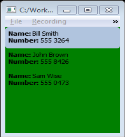 C:/Work...
File Recording »
Name: Bill Smith
Number: 555 3264
Name: John Brown
Number: 555 8426
Name: Sam Wise
Number: 555 0473